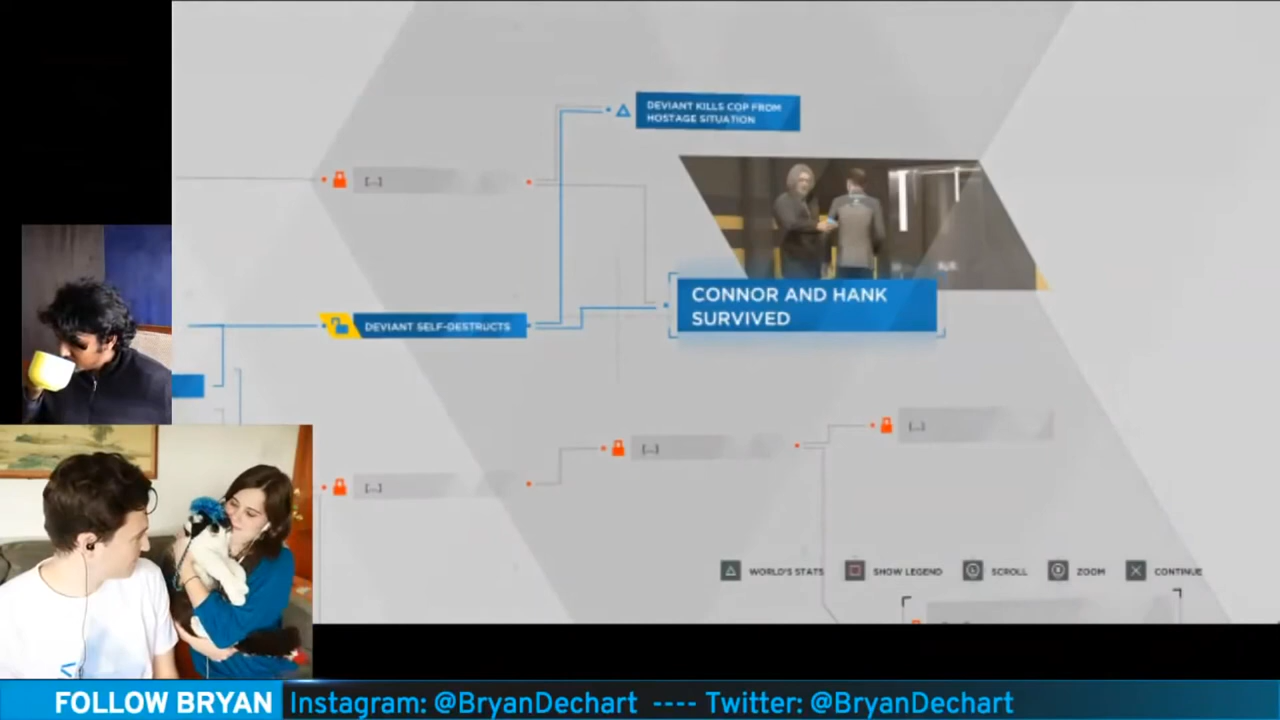 DEVIANT KILLS COP FROM
HOSTAGE SITUATION
[...]
CONNOR AND HANK
SURVIVED
DEVIANT SELF-DESTRUCTS
[...]
[...]
[...]
WORLD'S STATS
SHOW LEGEND
SCROLL
ZOOM
CONTINUE
FOLLOW BRYAN Instagram: @BryanDechart ---- Twitter: @BryanDechart